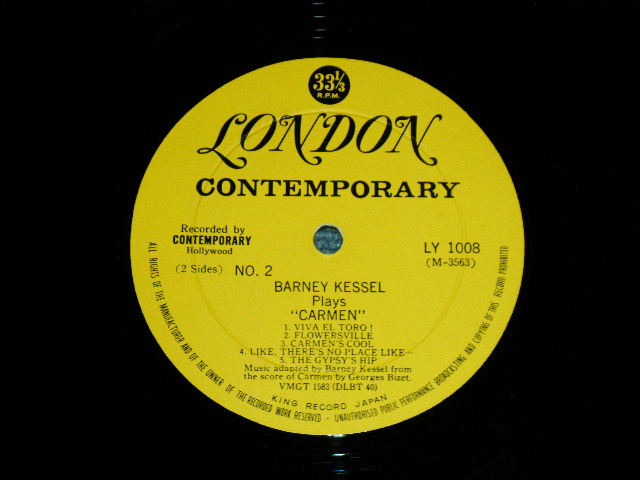 33 1/3
R.P.M.
LONDON
CONTEMPORARY
Recorded by
CONTEMPORARY
Hollywood
LY 1008
(M-3563)
(2 Sides) NO. 2
BARNEY KESSEL
Plays
"CARMEN"
1. VIVA EL TORO!
2. FLOWERSVILLE
3. CARMEN'S COOL
4. LIKE, THERE'S NO PLACE LIKE—
5. THE GYPSY'S HIP
Music adapted by Barney Kessel from
the score of Carmen by Georges Bizet.
VMGT 1583 (DLBT 40)
KING RECORD JAPAN
ALL RIGHTS OF THE MANUFACTURER AND OF THE OWNER OF THE RECORDED WORK RESERVED - UNAUTHORISED PUBLIC PERFORMANCE BROADCASTING AND COPYING OF THIS RECORD PROHIBITED